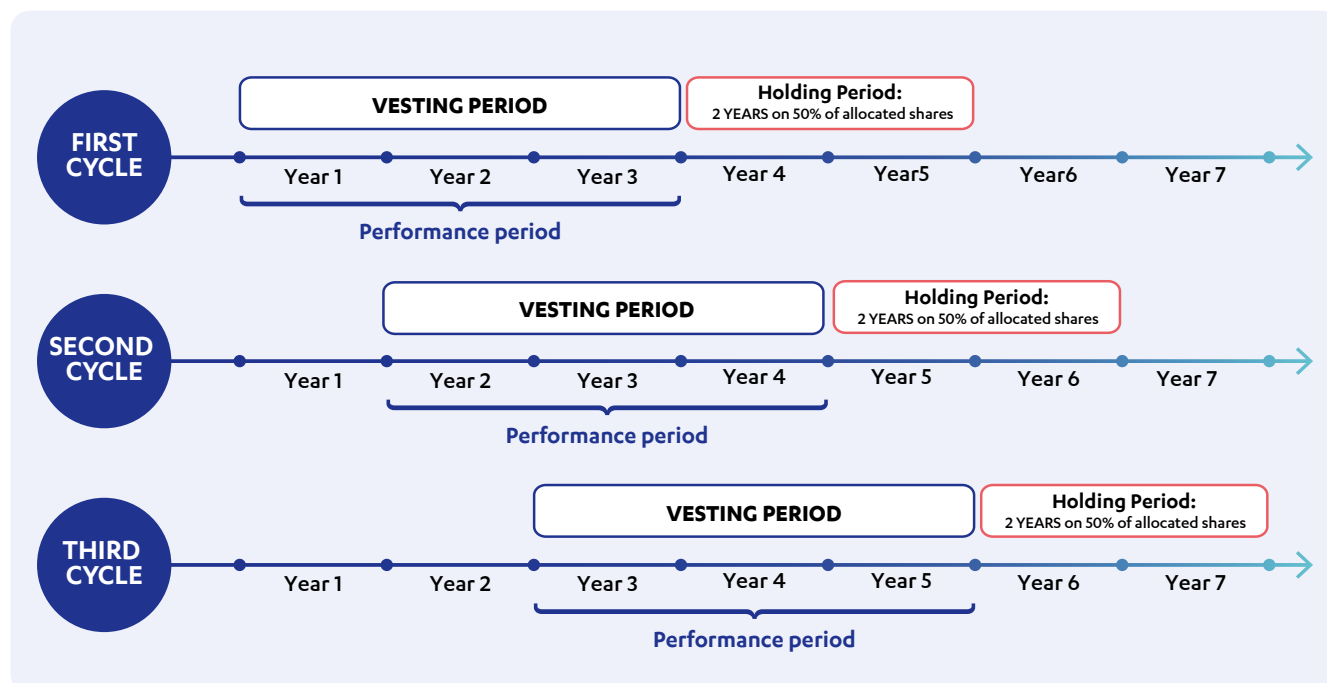 FIRST
CYCLE
VESTING PERIOD
Holding Period:
2 YEARS on 50% of allocated shares
Year 1
Year 2
Year 3
Year 4
Year5
Year6
Year 7
Performance period
SECOND
CYCLE
VESTING PERIOD
Holding Period:
2 YEARS on 50% of allocated shares
Year 1
Year 2
Year 3
Year 4
Year 5
Year 6
Year 7
Performance period
THIRD
CYCLE
VESTING PERIOD
Holding Period:
2 YEARS on 50% of allocated shares
Year 1
Year 2
Year 3
Year 4
Year 5
Year 6
Year 7
Performance period